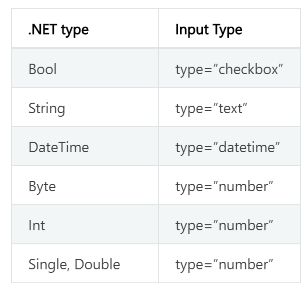 .NET type Input Type
Bool type="checkbox"
String type="text"
DateTime type="datetime"
Byte type="number"
Int type="number"
Single, Double type="number"